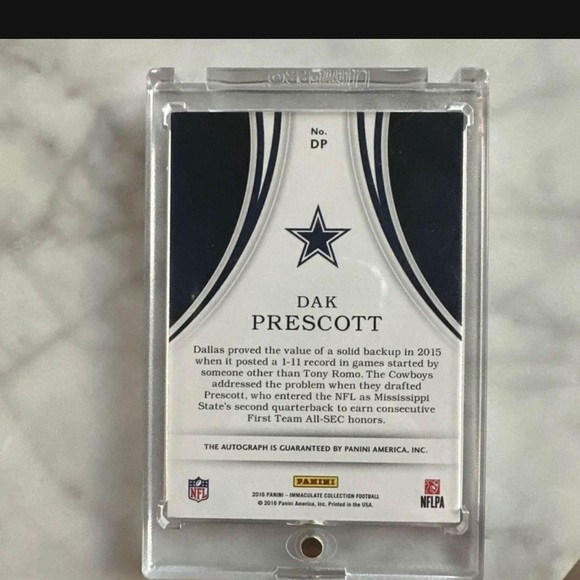 No.
DP
DAK
PRESCOTT
Dallas proved the value of a solid backup in 2015
when it posted a 1-11 record in games started by
someone other than Tony Romo. The Cowboys
addressed the problem when they drafted
Prescott, who entered the NFL as Mississippi
State's second quarterback to earn consecutive
First Team All-SEC honors.
THE AUTOGRAPH IS GUARANTEED BY PANINI AMERICA, INC.
PANINI
NFL
2016 PANINI – IMMACULATE COLLECTION FOOTBALL
© 2016 Panini America, Inc. Printed in the USA.
NFLPA